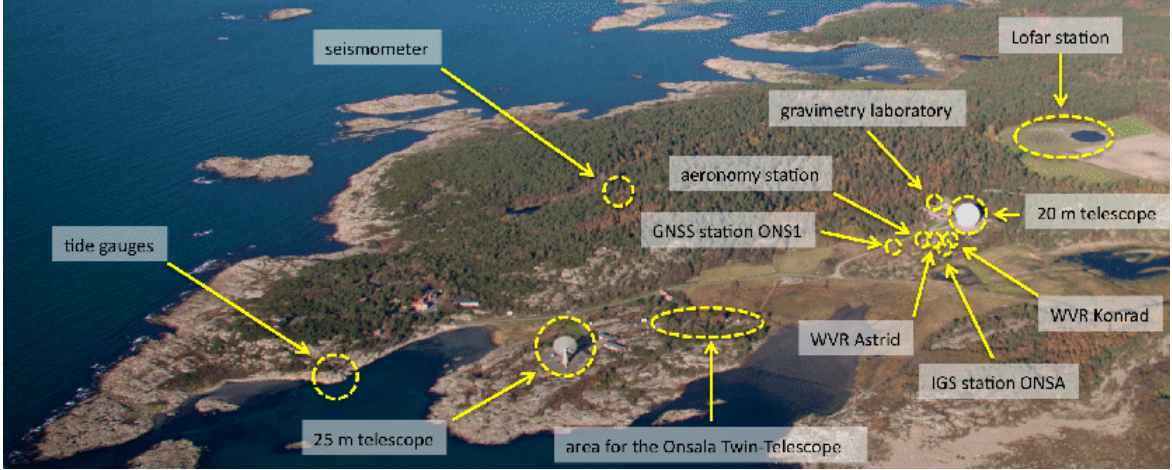 Lofar station
seismometer
gravimetry laboratory
aeronomy station
20 m telescope
GNSS station ONS1
tide gauges
WVR Konrad
WVR Astrid
IGS station ONSA
25 m telescope
area for the Onsala Twin-Telescope